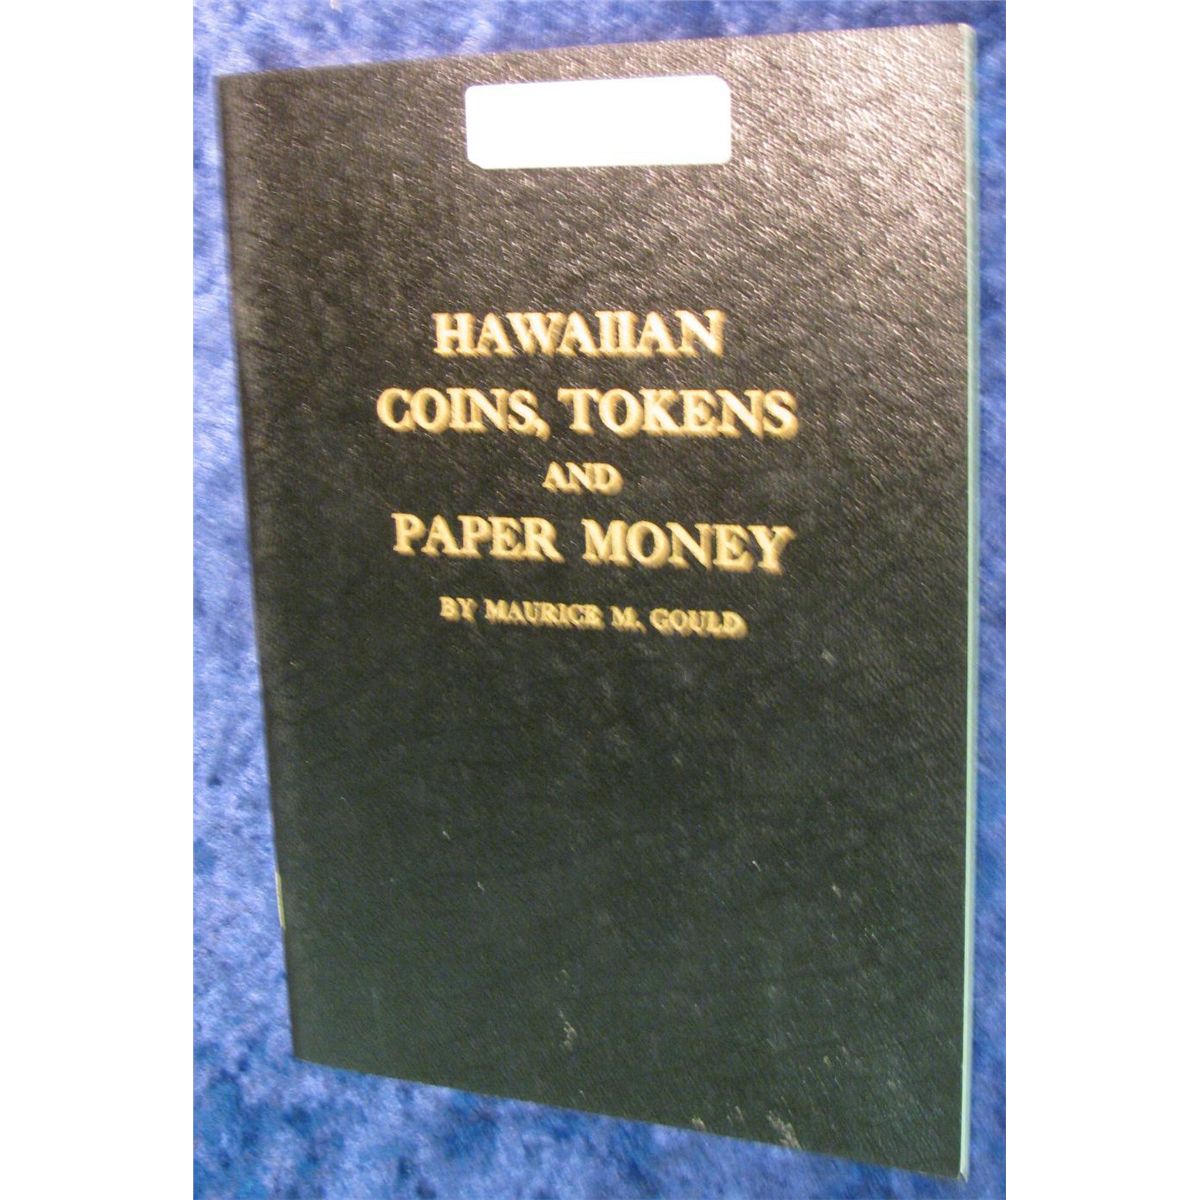 HAWAIIAN
COINS, TOKENS
AND
PAPER MONEY
BY MAURICE M. GOULD